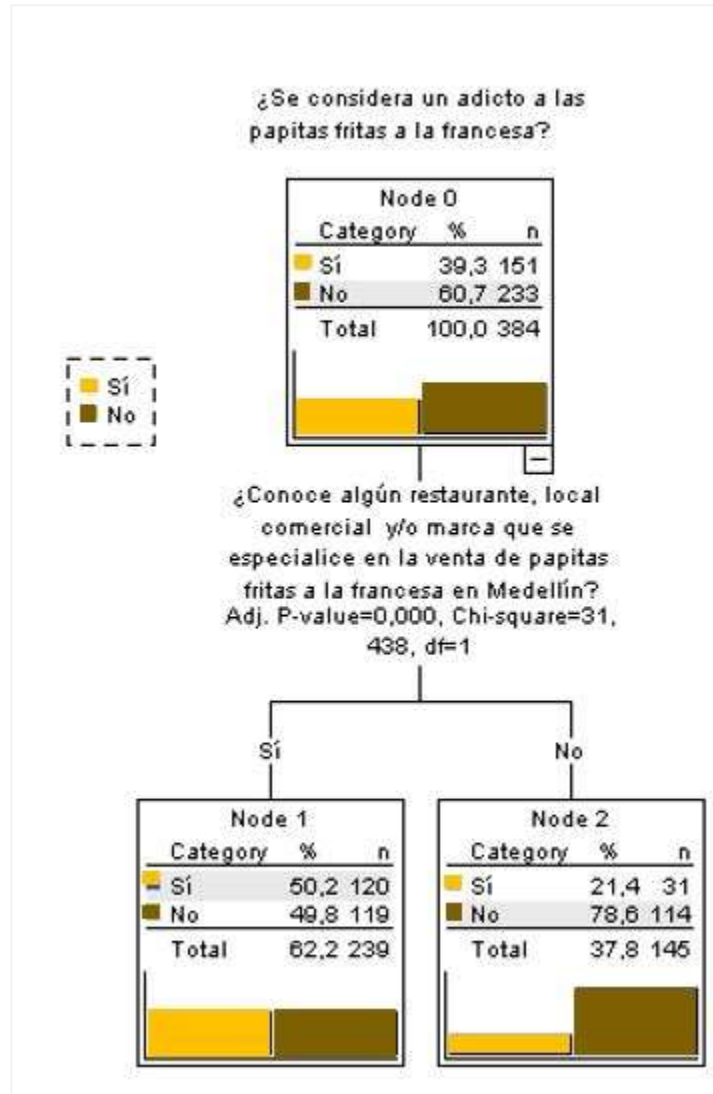 ¿Se considera un adicto a las
papitas fritas a la francesa?
Node 0
Category % n
Sí 39,3 151
No 60,7 233
Total 100,0 384
Sí
No
¿Conoce algún restaurante, local
comercial y/o marca que se
especialice en la venta de papitas
fritas a la francesa en Medellín?
Adj. P-value=0,000, Chi-square=31,
438, df=1
Sí
No
Node 1
Category % n
Sí 50,2 120
No 49,8 119
Total 62,2 239
Node 2
Category % n
Sí 21,4 31
No 78,6 114
Total 37,8 145